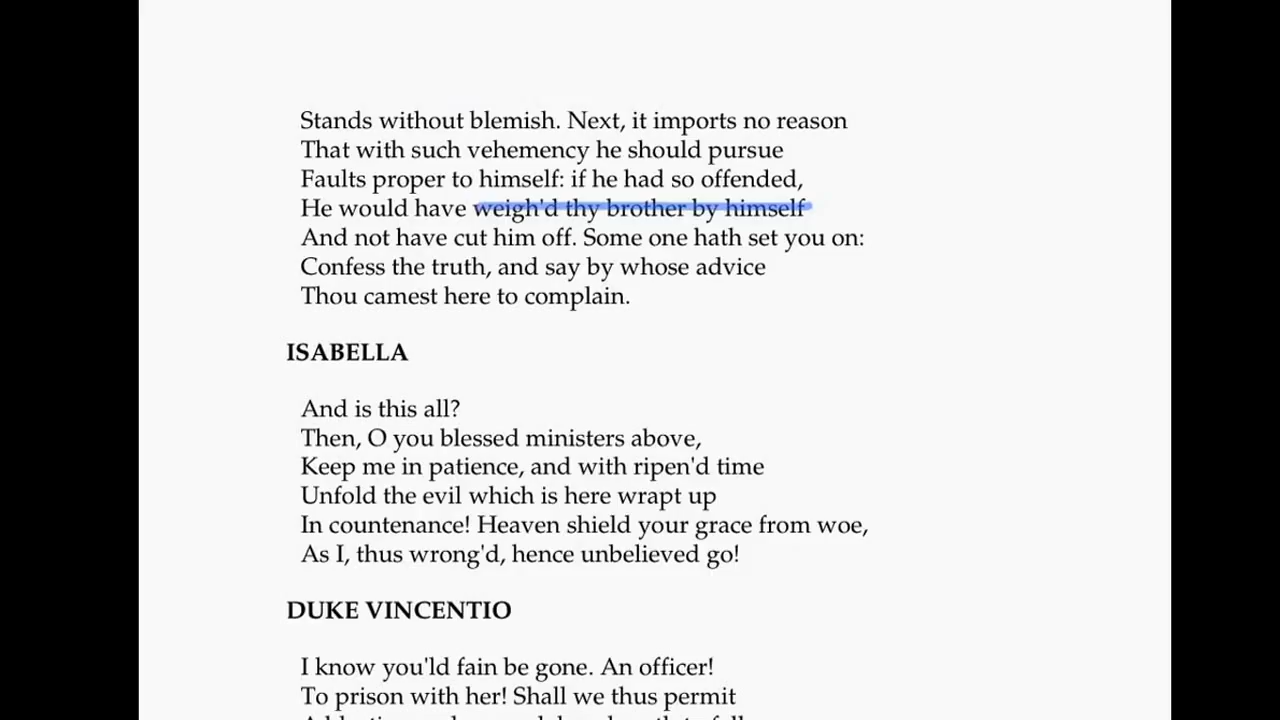 Stands without blemish. Next, it imports no reason
That with such vehemency he should pursue
Faults proper to himself: if he had so offended,
He would have weigh'd thy brother by himself
And not have cut him off. Some one hath set you on:
Confess the truth, and say by whose advice
Thou camest here to complain.
ISABELLA
And is this all?
Then, O you blessed ministers above,
Keep me in patience, and with ripen'd time
Unfold the evil which is here wrapt up
In countenance! Heaven shield your grace from woe,
As I, thus wrong'd, hence unbelieved go!
DUKE VINCENTIO
I know you'ld fain be gone. An officer!
To prison with her! Shall we thus permit